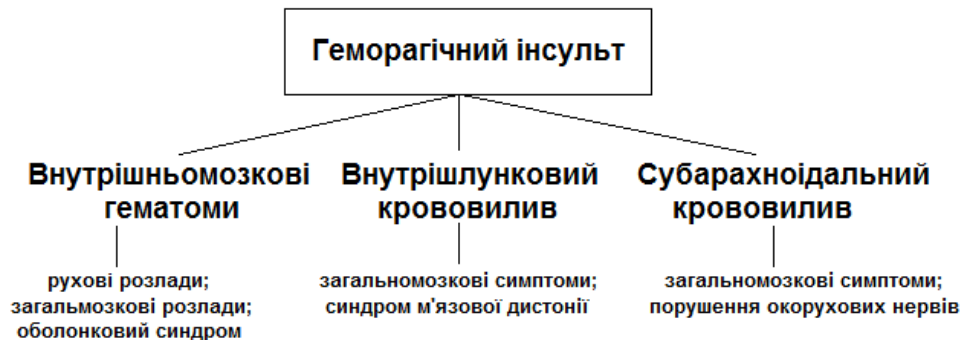 Геморагічний інсульт
Внутрішньомозкові
гематоми
рухові розлади;
загальмозкові розлади;
оболонковий синдром
Внутрішлунковий
крововилив
загальномозкові симптоми;
синдром м'язової дистонії
Субарахноідальний
крововилив
загальномозкові симптоми;
порушення окорухових нервів